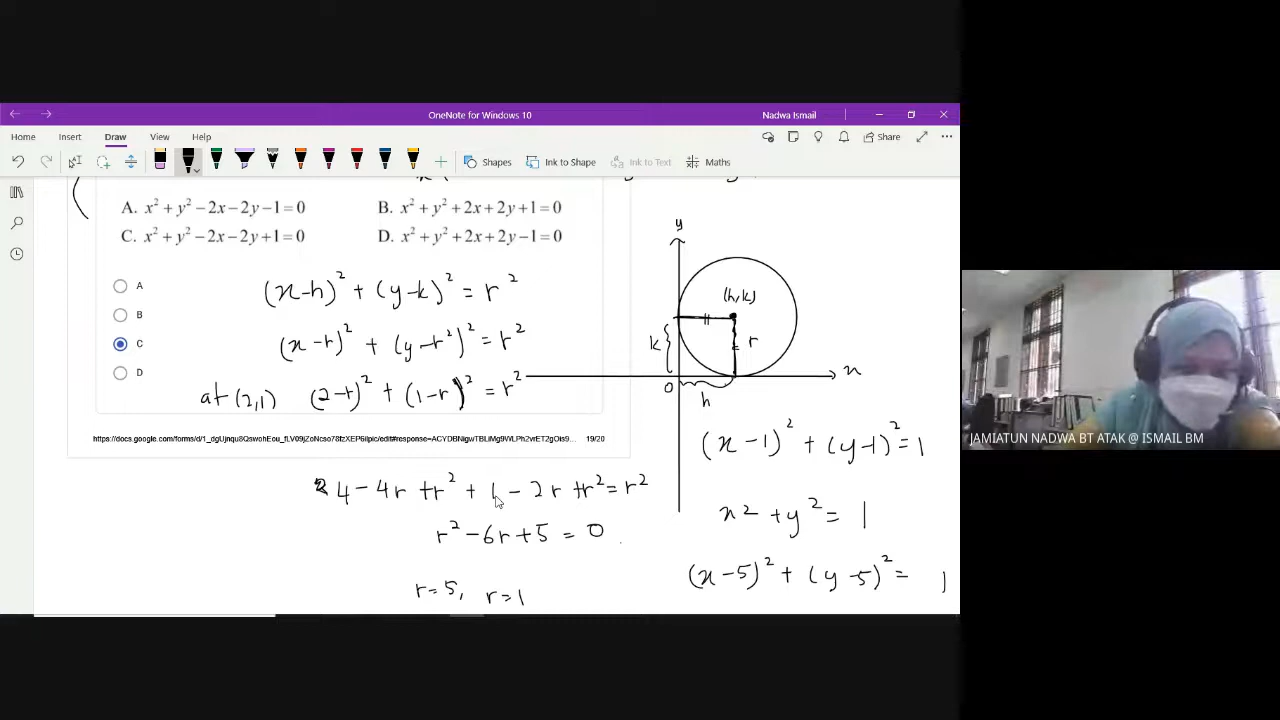 OneNote for Windows 10
Nadwa Ismail
Home Insert Draw View Help
Share
Shapes Ink to Shape Ink to Text Maths
A. x² + y² − 2x − 2y − 1 = 0
B. x² + y² + 2x + 2y + 1 = 0
C. x² + y² − 2x − 2y + 1 = 0
D. x² + y² + 2x + 2y − 1 = 0
A
B
C
D
(x−h)² + (y−k)² = r²
(x−r)² + (y−r²)² = r²
at (2,1) (2−r)² + (1−r)² = r²
19/20
4 − 4r + r² + 1 − 2r + r² = r²
r² − 6r + 5 = 0
r = 5, r = 1
y
(h,k)
k
r
x
0
h
(x−1)² + (y−1)² = 1
x² + y² = 1
(x−5)² + (y−5)² = 1
JAMIATUN NADWA BT ATAK @ ISMAIL BM